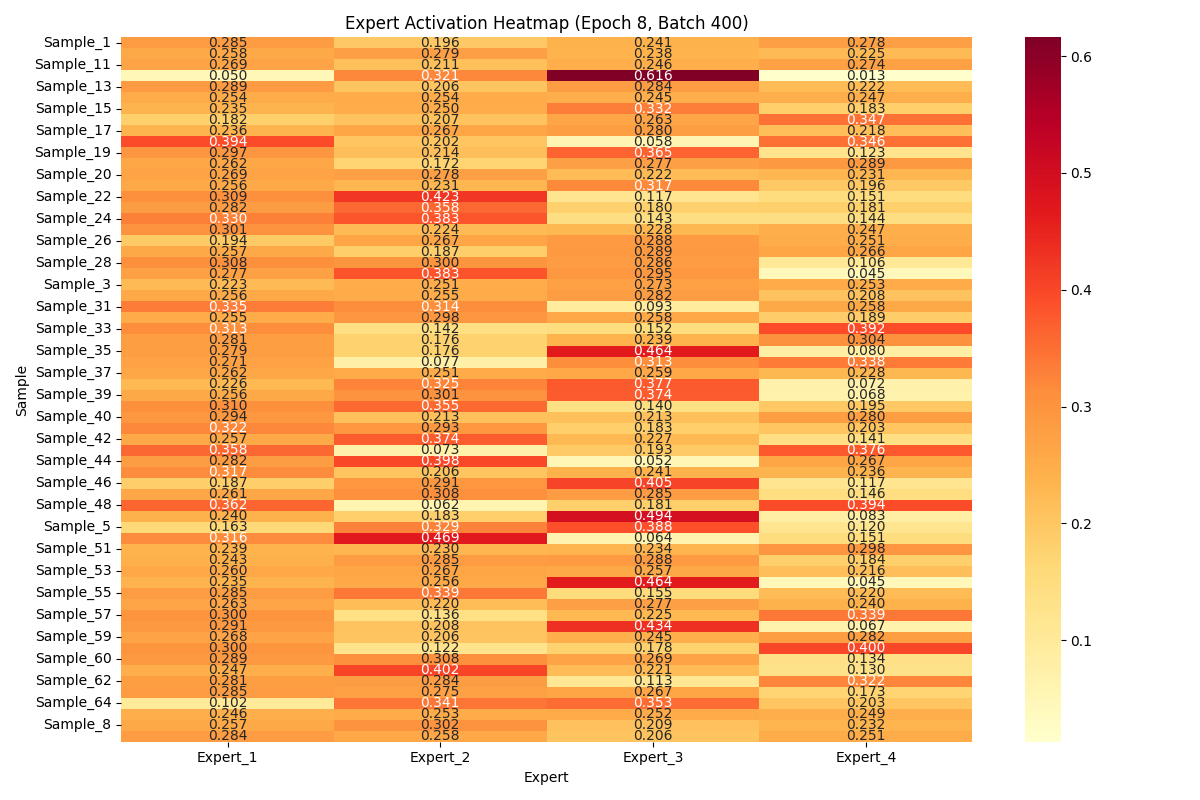 Expert Activation Heatmap (Epoch 8, Batch 400)
Sample_1 0.285 0.196 0.241 0.278
0.258 0.279 0.238 0.225
Sample_11 0.269 0.211 0.246 0.274
0.050 0.321 0.616 0.013
Sample_13 0.289 0.206 0.284 0.222
0.254 0.254 0.245 0.247
Sample_15 0.235 0.250 0.332 0.183
0.182 0.207 0.263 0.347
Sample_17 0.236 0.267 0.280 0.218
0.394 0.202 0.058 0.346
Sample_19 0.297 0.214 0.365 0.123
0.262 0.172 0.277 0.289
Sample_20 0.269 0.278 0.222 0.231
0.256 0.231 0.317 0.196
Sample_22 0.309 0.423 0.117 0.151
0.282 0.358 0.180 0.181
Sample_24 0.330 0.383 0.143 0.144
0.301 0.224 0.228 0.247
Sample_26 0.194 0.267 0.288 0.251
0.257 0.187 0.289 0.266
Sample_28 0.308 0.300 0.286 0.106
0.277 0.383 0.295 0.045
Sample_3 0.223 0.251 0.273 0.253
0.256 0.255 0.282 0.208
Sample_31 0.335 0.314 0.093 0.258
0.255 0.298 0.258 0.189
Sample_33 0.313 0.142 0.152 0.392
0.281 0.176 0.239 0.304
Sample_35 0.279 0.176 0.464 0.080
0.271 0.077 0.313 0.338
Sample_37 0.262 0.251 0.259 0.228
0.226 0.325 0.377 0.072
Sample_39 0.256 0.301 0.374 0.068
0.310 0.355 0.140 0.195
Sample_40 0.294 0.213 0.213 0.280
0.322 0.293 0.183 0.203
Sample_42 0.257 0.374 0.227 0.141
0.358 0.073 0.193 0.376
Sample_44 0.282 0.398 0.052 0.267
0.317 0.206 0.241 0.236
Sample_46 0.187 0.291 0.405 0.117
0.261 0.308 0.285 0.146
Sample_48 0.362 0.062 0.181 0.394
0.240 0.183 0.494 0.083
Sample_5 0.163 0.329 0.388 0.120
0.316 0.469 0.064 0.151
Sample_51 0.239 0.230 0.234 0.298
0.243 0.285 0.288 0.184
Sample_53 0.260 0.267 0.257 0.216
0.235 0.256 0.464 0.045
Sample_55 0.285 0.339 0.155 0.220
0.263 0.220 0.277 0.240
Sample_57 0.300 0.136 0.225 0.339
0.291 0.208 0.434 0.067
Sample_59 0.268 0.206 0.245 0.282
0.300 0.122 0.178 0.400
Sample_60 0.289 0.308 0.269 0.134
0.247 0.402 0.221 0.130
Sample_62 0.281 0.284 0.113 0.322
0.285 0.275 0.267 0.173
Sample_64 0.102 0.341 0.353 0.203
0.246 0.253 0.252 0.249
Sample_8 0.257 0.302 0.209 0.232
0.284 0.258 0.206 0.251
Expert_1 Expert_2 Expert_3 Expert_4
Expert
Sample
0.6
0.5
0.4
0.3
0.2
0.1